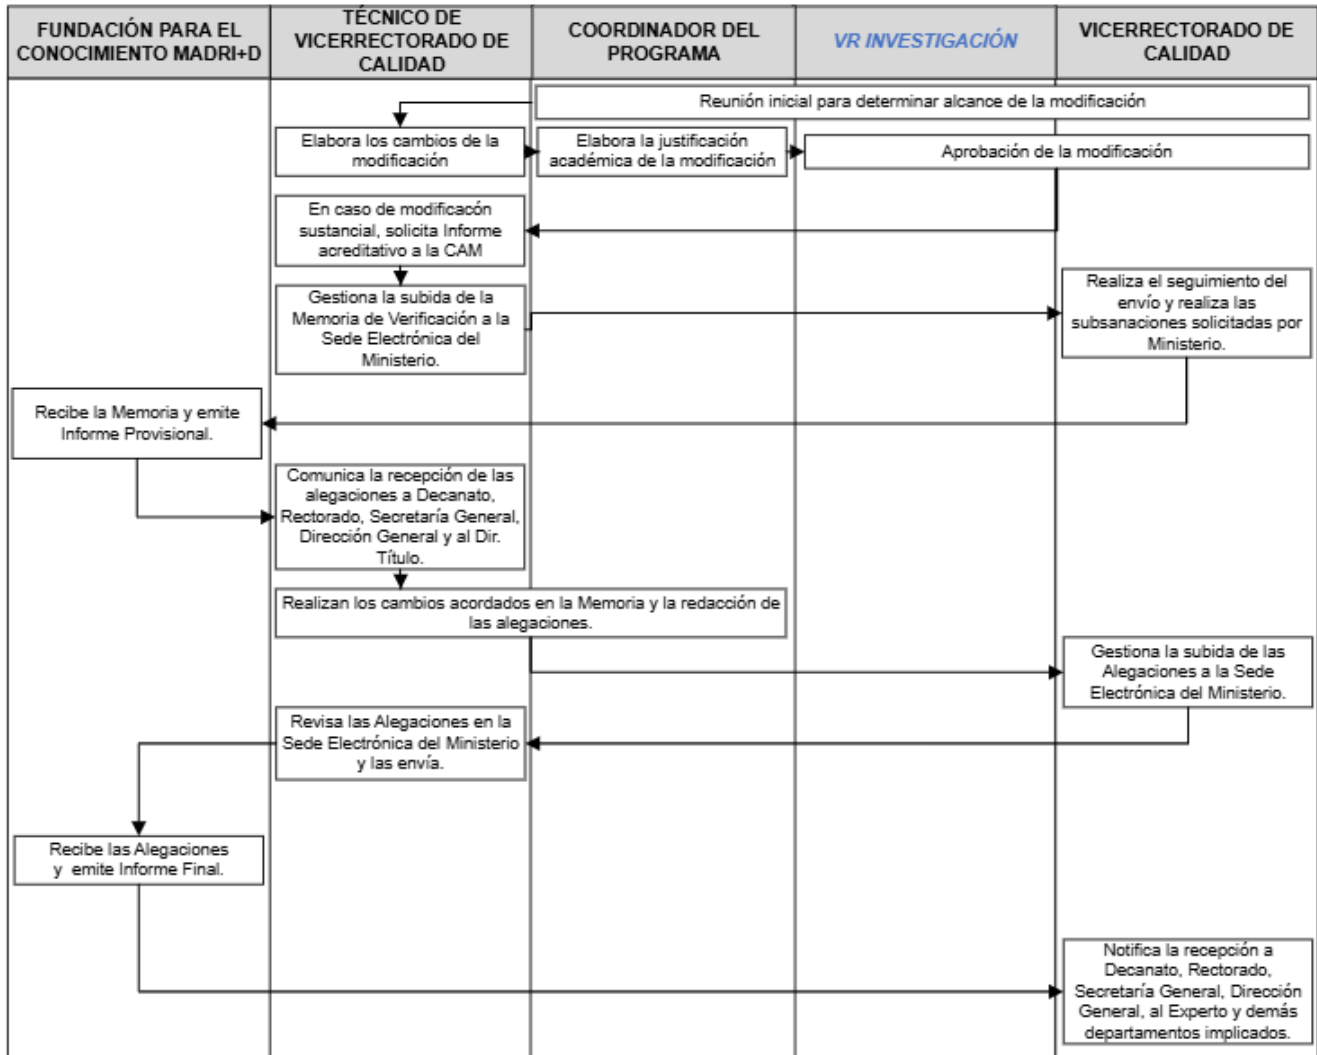 FUNDACIÓN PARA EL
CONOCIMIENTO MADRI+D
TÉCNICO DE
VICERRECTORADO DE
CALIDAD
COORDINADOR DEL
PROGRAMA
VR INVESTIGACIÓN
VICERRECTORADO DE
CALIDAD
Reunión inicial para determinar alcance de la modificación
Elabora los cambios de la
modificación
Elabora la justificación
académica de la modificación
Aprobación de la modificación
En caso de modificacón
sustancial, solicita Informe
acreditativo a la CAM
Gestiona la subida de la
Memoria de Verificación a la
Sede Electrónica del
Ministerio.
Realiza el seguimiento del
envío y realiza las
subsanaciones solicitadas por
Ministerio.
Recibe la Memoria y emite
Informe Provisional.
Comunica la recepción de las
alegaciones a Decanato,
Rectorado, Secretaría General,
Dirección General y al Dir.
Título.
Realizan los cambios acordados en la Memoria y la redacción de
las alegaciones.
Gestiona la subida de las
Alegaciones a la Sede
Electrónica del Ministerio.
Revisa las Alegaciones en la
Sede Electrónica del Ministerio
y las envía.
Recibe las Alegaciones
y emite Informe Final.
Notifica la recepción a
Decanato, Rectorado,
Secretaría General, Dirección
General, al Experto y demás
departamentos implicados.